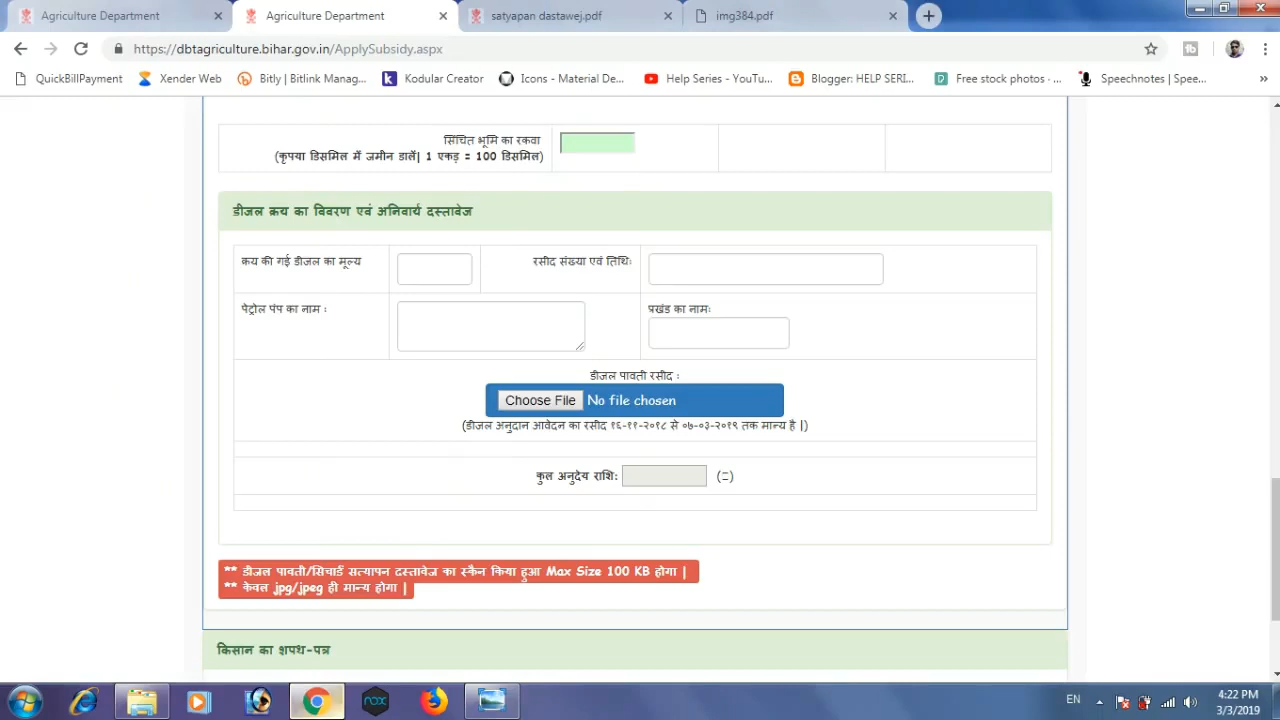 Agriculture Department
Agriculture Department
satyapan dastawej.pdf
img384.pdf
https://dbtagriculture.bihar.gov.in/ApplySubsidy.aspx
QuickBillPayment
Xender Web
Bitly | Bitlink Manag...
Kodular Creator
Icons - Material De...
Help Series - YouTu...
Blogger HELP SERI...
Free stock photos · ...
Speechnotes | Spee...
»
सिंचित भूमि का रकवा
(कृपया डिसमिल में जमीन डालें| 1 एकड़ = 100 डिसमिल)
डीजल क्रय का विवरण एवं अनिवार्य दस्तावेज
क्रय की गई डीजल का मूल्य
रसीद संख्या एवं तिथि:
पेट्रोल पंप का नाम :
प्रखंड का नाम:
डीजल पावती रसीद :
Choose File No file chosen
(डीजल अनुदान आवेदन का रसीद १६-११-२०१८ से ०७-०३-२०१९ तक मान्य है |)
कुल अनुदेय राशि: (=)
** डीजल पावती/सिचाई सत्यापन दस्तावेज का स्कैन किया हुआ Max Size 100 KB होगा |
** केवल jpg/jpeg ही मान्य होगा |
किसान का शपथ-पत्र
EN
4:22 PM
3/3/2019